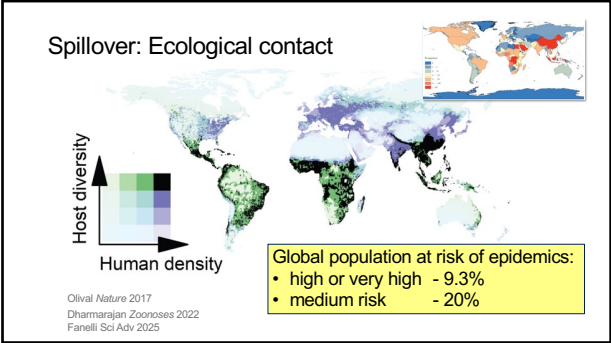 Spillover: Ecological contact
Host diversity
Human density
Global population at risk of epidemics:
• high or very high - 9.3%
• medium risk - 20%
Olival Nature 2017
Dharmarajan Zoonoses 2022
Fanelli Sci Adv 2025